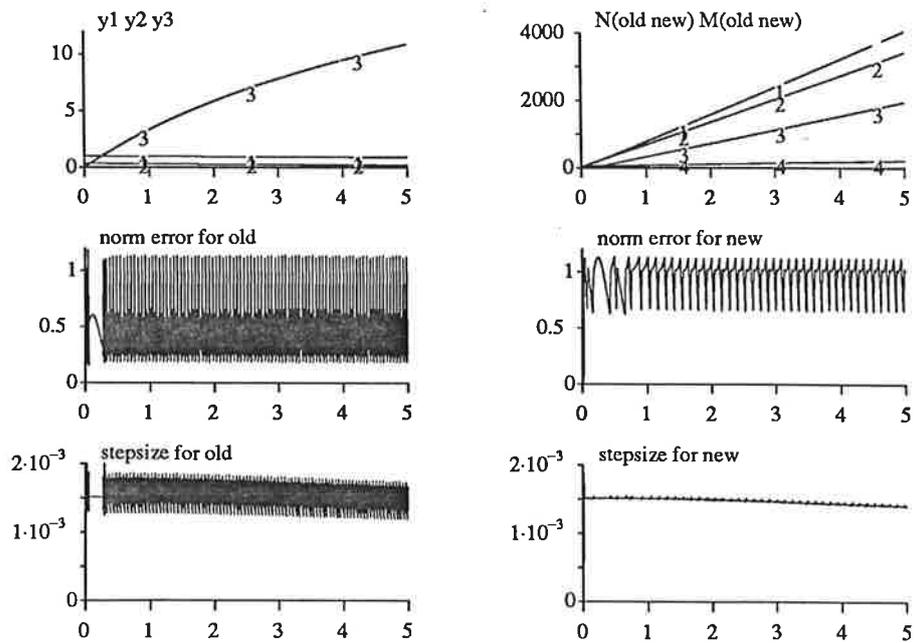 y1 y2 y3
10
5
0
3 3 3
2 2 2
0 1 2 3 4 5
N(old new) M(old new)
4000
2000
0
1 1
2 2 2
3 3 3
4 4 4
0 1 2 3 4 5
norm error for old
1
0.5
0
0 1 2 3 4 5
norm error for new
1
0.5
0
0 1 2 3 4 5
stepsize for old
2·10⁻³
1·10⁻³
0
0 1 2 3 4 5
stepsize for new
2·10⁻³
1·10⁻³
0
0 1 2 3 4 5